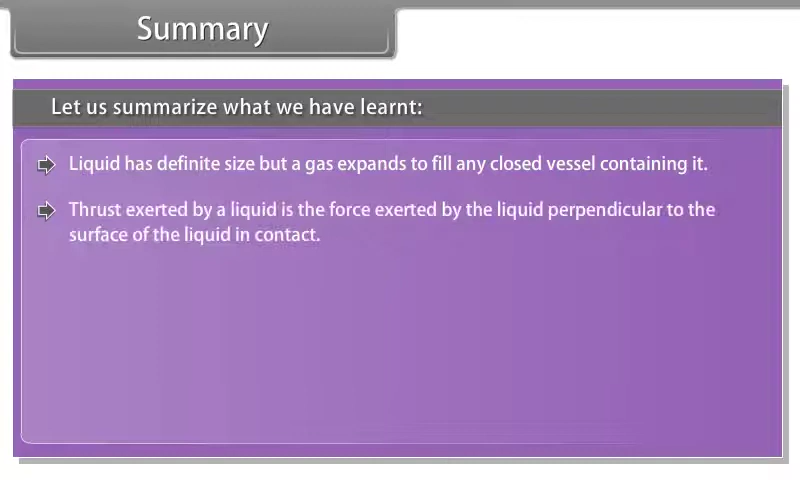 Summary
Let us summarize what we have learnt:
Liquid has definite size but a gas expands to fill any closed vessel containing it.
Thrust exerted by a liquid is the force exerted by the liquid perpendicular to the
surface of the liquid in contact.